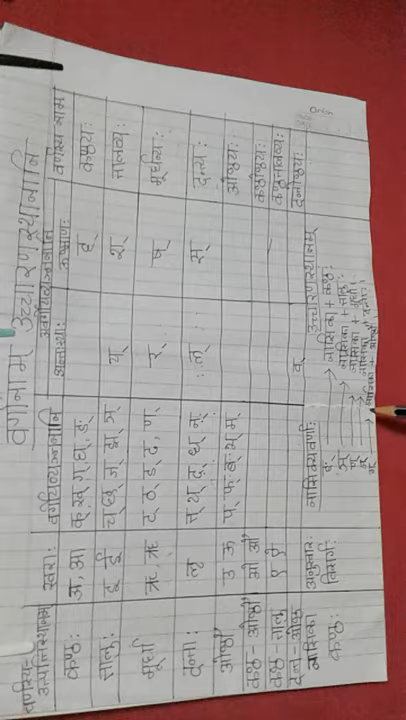 वर्णानाम् उच्चारणस्थानानि
वर्णस्य उत्पत्तिस्थानम् स्वराः वर्गीयव्यञ्जनानि अवर्गीयव्यञ्जनानि वर्णस्य नाम
अन्तःस्थाः ऊष्माणः
कण्ठः अ, आ क् ख् ग् घ् ङ् ह् कण्ठ्यः
तालुः इ ई च् छ् ज् झ् ञ् य् श् तालव्यः
मूर्धा ऋ, ॠ ट् ठ् ड् ढ् ण् र् ष् मूर्धन्यः
दन्ताः ऌ त् थ् द् ध् न् ल् स् दन्त्यः
ओष्ठौ उ ऊ प् फ् ब् भ् म् ओष्ठ्यः
कण्ठ - ओष्ठौ ओ औ कण्ठोष्ठ्यः
कण्ठ - तालु ए ऐ कण्ठतालव्यः
दन्त - ओष्ठ व् दन्तोष्ठ्यः
नासिका अनुस्वारः नासिक्यवर्णाः उच्चारणस्थानम्
कण्ठः विसर्गः
ङ् नासिका + कण्ठः
ञ् नासिका + तालुः
ण् नासिका + मूर्धा
न् नासिका + दन्ताः
म् नासिका + ओष्ठौ